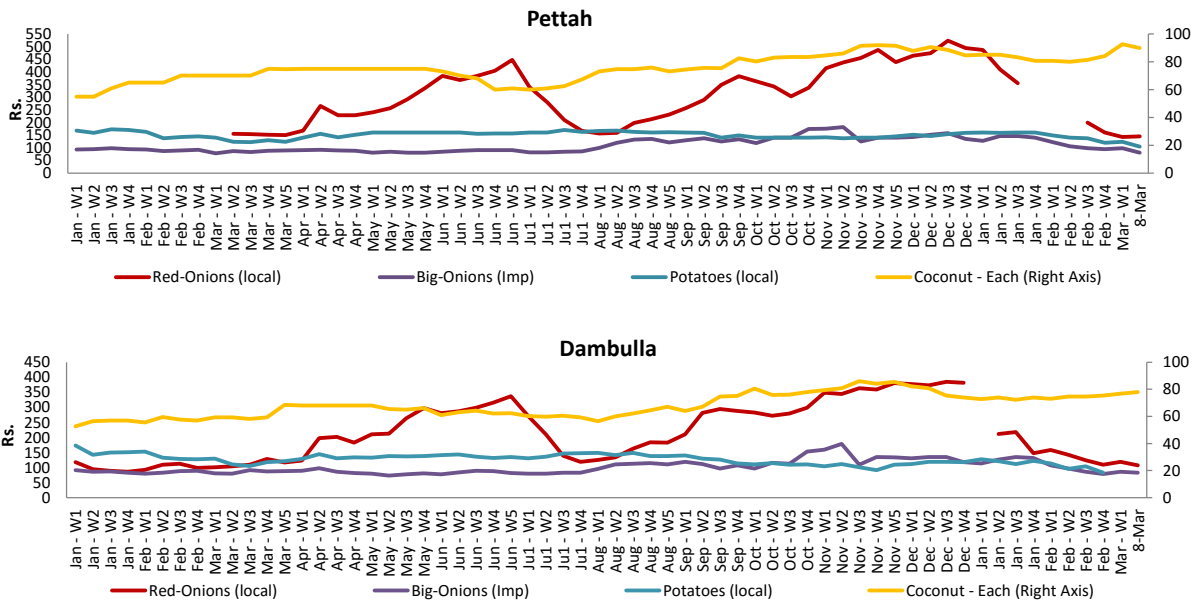 Pettah
550
500
450
400
350
300
250
200
150
100
50
0
Rs.
100
80
60
40
20
0
Jan - W1
Jan - W2
Jan - W3
Jan - W4
Feb - W1
Feb - W2
Feb - W3
Feb - W4
Mar - W1
Mar - W2
Mar - W3
Mar - W4
Mar - W5
Apr - W1
Apr - W2
Apr - W3
Apr - W4
May - W1
May - W2
May - W3
May - W4
Jun - W1
Jun - W2
Jun - W3
Jun - W4
Jun - W5
Ju1 - W1
Ju1 - W2
Ju1 - W3
Ju1 - W4
Aug - W1
Aug - W2
Aug - W3
Aug - W4
Aug - W5
Sep - W1
Sep - W2
Sep - W3
Sep - W4
Oct - W1
Oct - W2
Oct - W3
Oct - W4
Nov - W1
Nov - W2
Nov - W3
Nov - W4
Nov - W5
Dec - W1
Dec - W2
Dec - W3
Dec - W4
Jan - W1
Jan - W2
Jan - W3
Jan - W4
Feb - W1
Feb - W2
Feb - W3
Feb - W4
Mar - W1
8-Mar
Red-Onions (local)
Big-Onions (Imp)
Potatoes (local)
Coconut - Each (Right Axis)
Dambulla
450
400
350
300
250
200
150
100
50
0
Rs.
100
80
60
40
20
0
Jan - W1
Jan - W2
Jan - W3
Jan - W4
Feb - W1
Feb - W2
Feb - W3
Feb - W4
Mar - W1
Mar - W2
Mar - W3
Mar - W4
Mar - W5
Apr - W1
Apr - W2
Apr - W3
Apr - W4
May - W1
May - W2
May - W3
May - W4
Jun - W1
Jun - W2
Jun - W3
Jun - W4
Jun - W5
Ju1 - W1
Ju1 - W2
Ju1 - W3
Ju1 - W4
Aug - W1
Aug - W2
Aug - W3
Aug - W4
Aug - W5
Sep - W1
Sep - W2
Sep - W3
Sep - W4
Oct - W1
Oct - W2
Oct - W3
Oct - W4
Nov - W1
Nov - W2
Nov - W3
Nov - W4
Nov - W5
Dec - W1
Dec - W2
Dec - W3
Dec - W4
Jan - W1
Jan - W2
Jan - W3
Jan - W4
Feb - W1
Feb - W2
Feb - W3
Feb - W4
Mar - W1
8-Mar
Red-Onions (local)
Big-Onions (Imp)
Potatoes (local)
Coconut - Each (Right Axis)